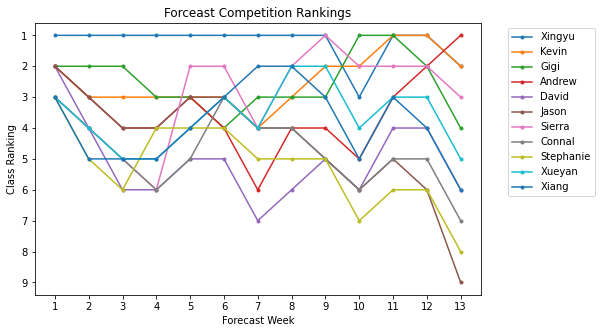 Forceast Competition Rankings
Class Ranking
1
2
3
4
5
6
7
8
9
1 2 3 4 5 6 7 8 9 10 11 12 13
Forecast Week
Xingyu
Kevin
Gigi
Andrew
David
Jason
Sierra
Connal
Stephanie
Xueyan
Xiang